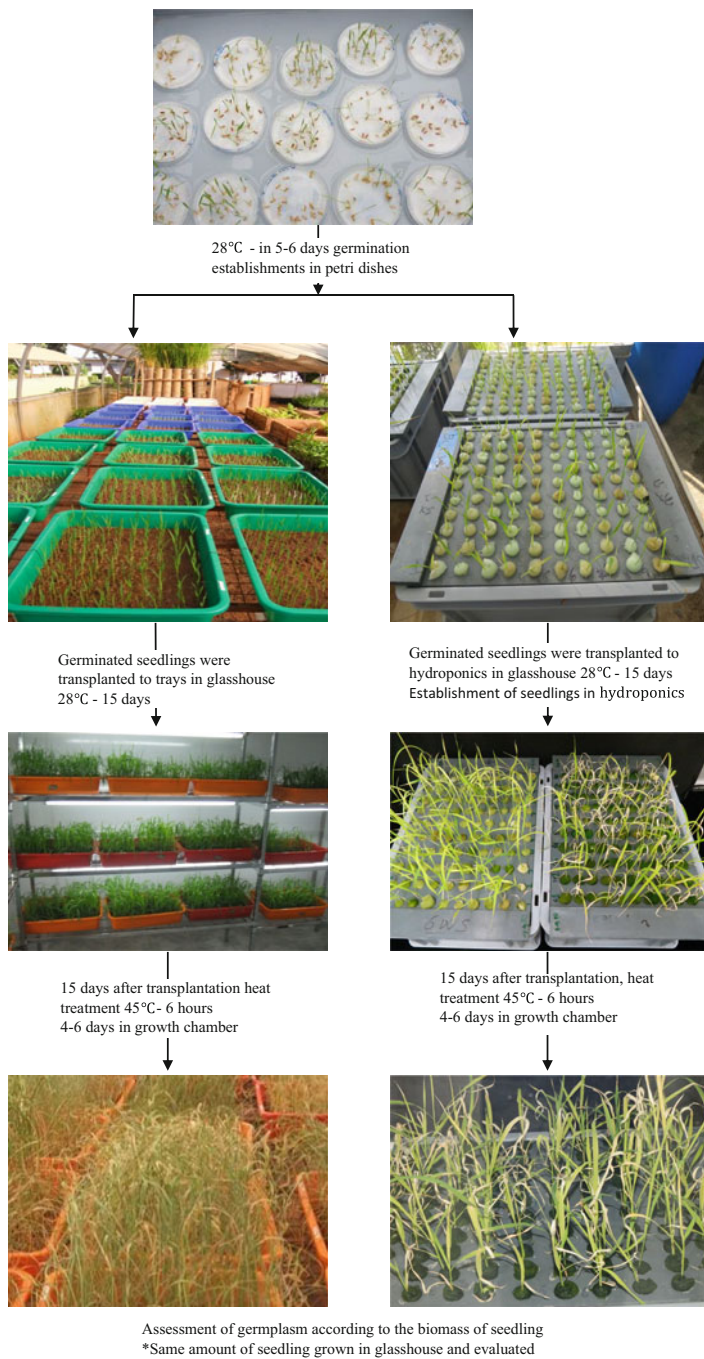 28°C - in 5-6 days germination
establishments in petri dishes
Germinated seedlings were
transplanted to trays in glasshouse
28°C - 15 days
Germinated seedlings were transplanted to
hydroponics in glasshouse 28°C - 15 days
Establishment of seedlings in hydroponics
15 days after transplantation heat
treatment 45°C- 6 hours
4-6 days in growth chamber
15 days after transplantation, heat
treatment 45°C - 6 hours
4-6 days in growth chamber
Assessment of germplasm according to the biomass of seedling
*Same amount of seedling grown in glasshouse and evaluated